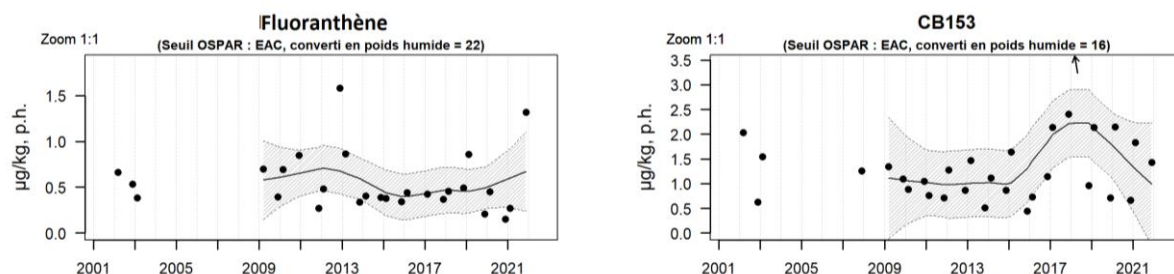 Fluoranthène
Zoom 1:1
(Seuil OSPAR : EAC, converti en poids humide = 22)
µg/kg, p.h.
1.5
1.0
0.5
0.0
2001 2005 2009 2013 2017 2021
CB153
Zoom 1:1
(Seuil OSPAR : EAC, converti en poids humide = 16)
µg/kg, p.h.
3.5
3.0
2.5
2.0
1.5
1.0
0.5
0.0
2001 2005 2009 2013 2017 2021